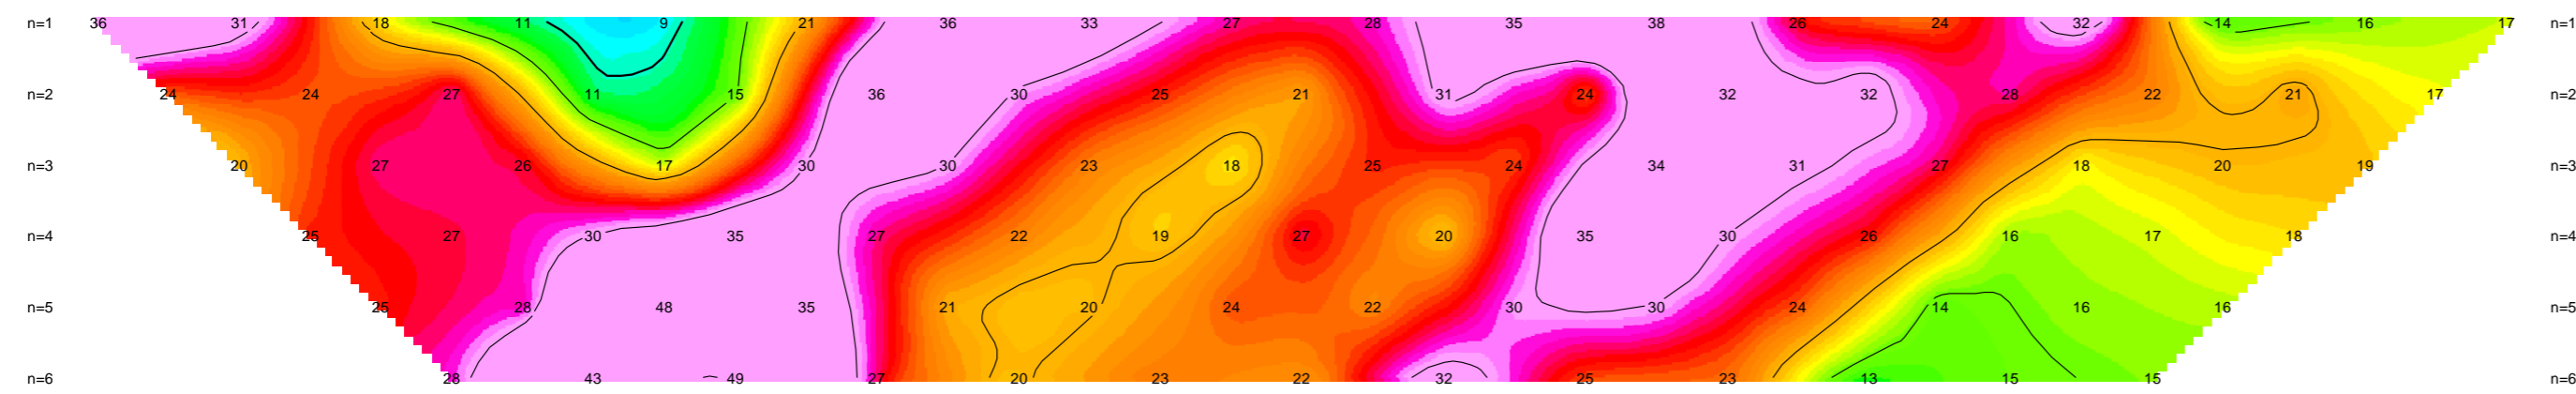 n=1 36 31 18 11 9 21 36 33 27 28 35 38 26 24 32 14 16 17 n=1
n=2 24 24 27 11 15 36 30 25 21 31 24 32 32 28 22 21 17 n=2
n=3 20 27 26 17 30 30 23 18 25 24 34 31 27 18 20 19 n=3
n=4 25 27 30 35 27 22 19 27 20 35 30 26 16 17 18 n=4
n=5 25 28 48 35 21 20 24 22 30 30 24 14 16 16 n=5
n=6 28 43 49 27 20 23 22 32 25 23 13 15 15 n=6